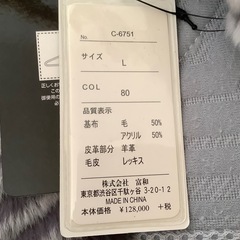 No. C-6751
サイズ
L
COL
80
品質表示
基布 毛 50%
アクリル 50%
皮革部分 羊革
毛皮 レッキス
株式会社 富和
東京都渋谷区千駄ヶ谷 3-20-12
MADE IN CHINA
本体価格 ¥128,000 +税